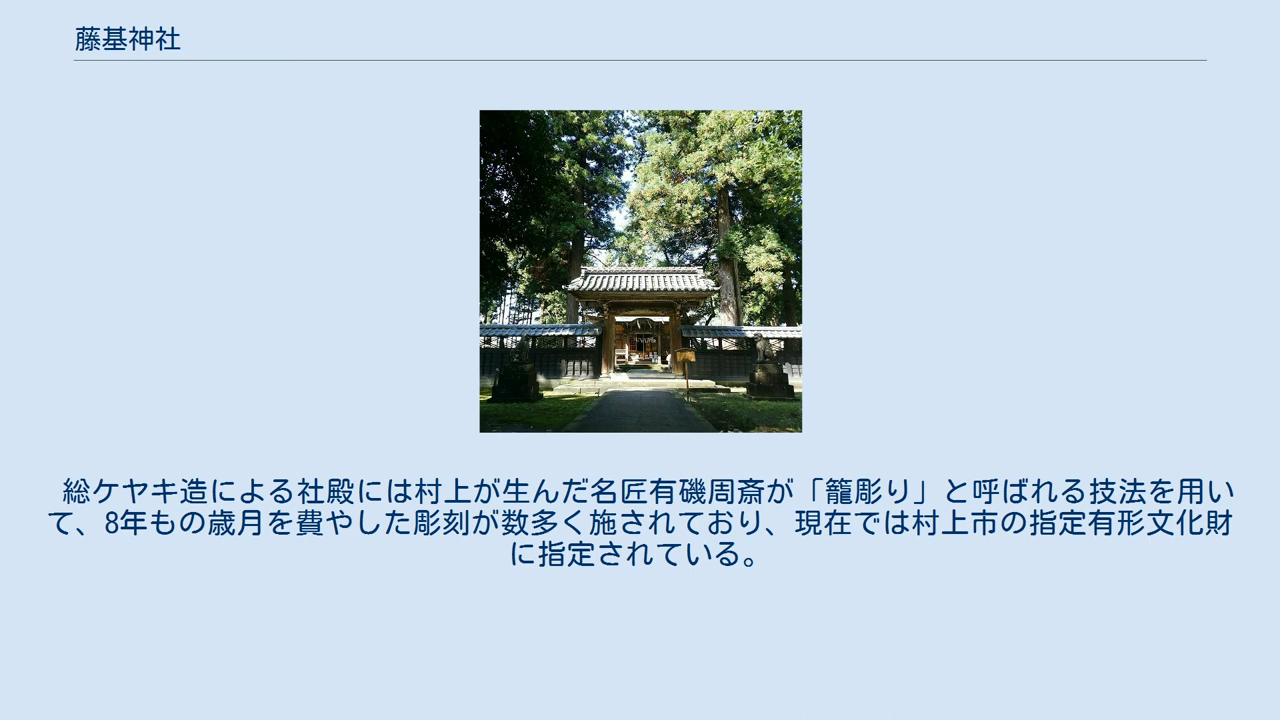 藤基神社
総ケヤキ造による社殿には村上が生んだ名匠有磯周斎が「籠彫り」と呼ばれる技法を用い
て、8年もの歳月を費やした彫刻が数多く施されており、現在では村上市の指定有形文化財
に指定されている。